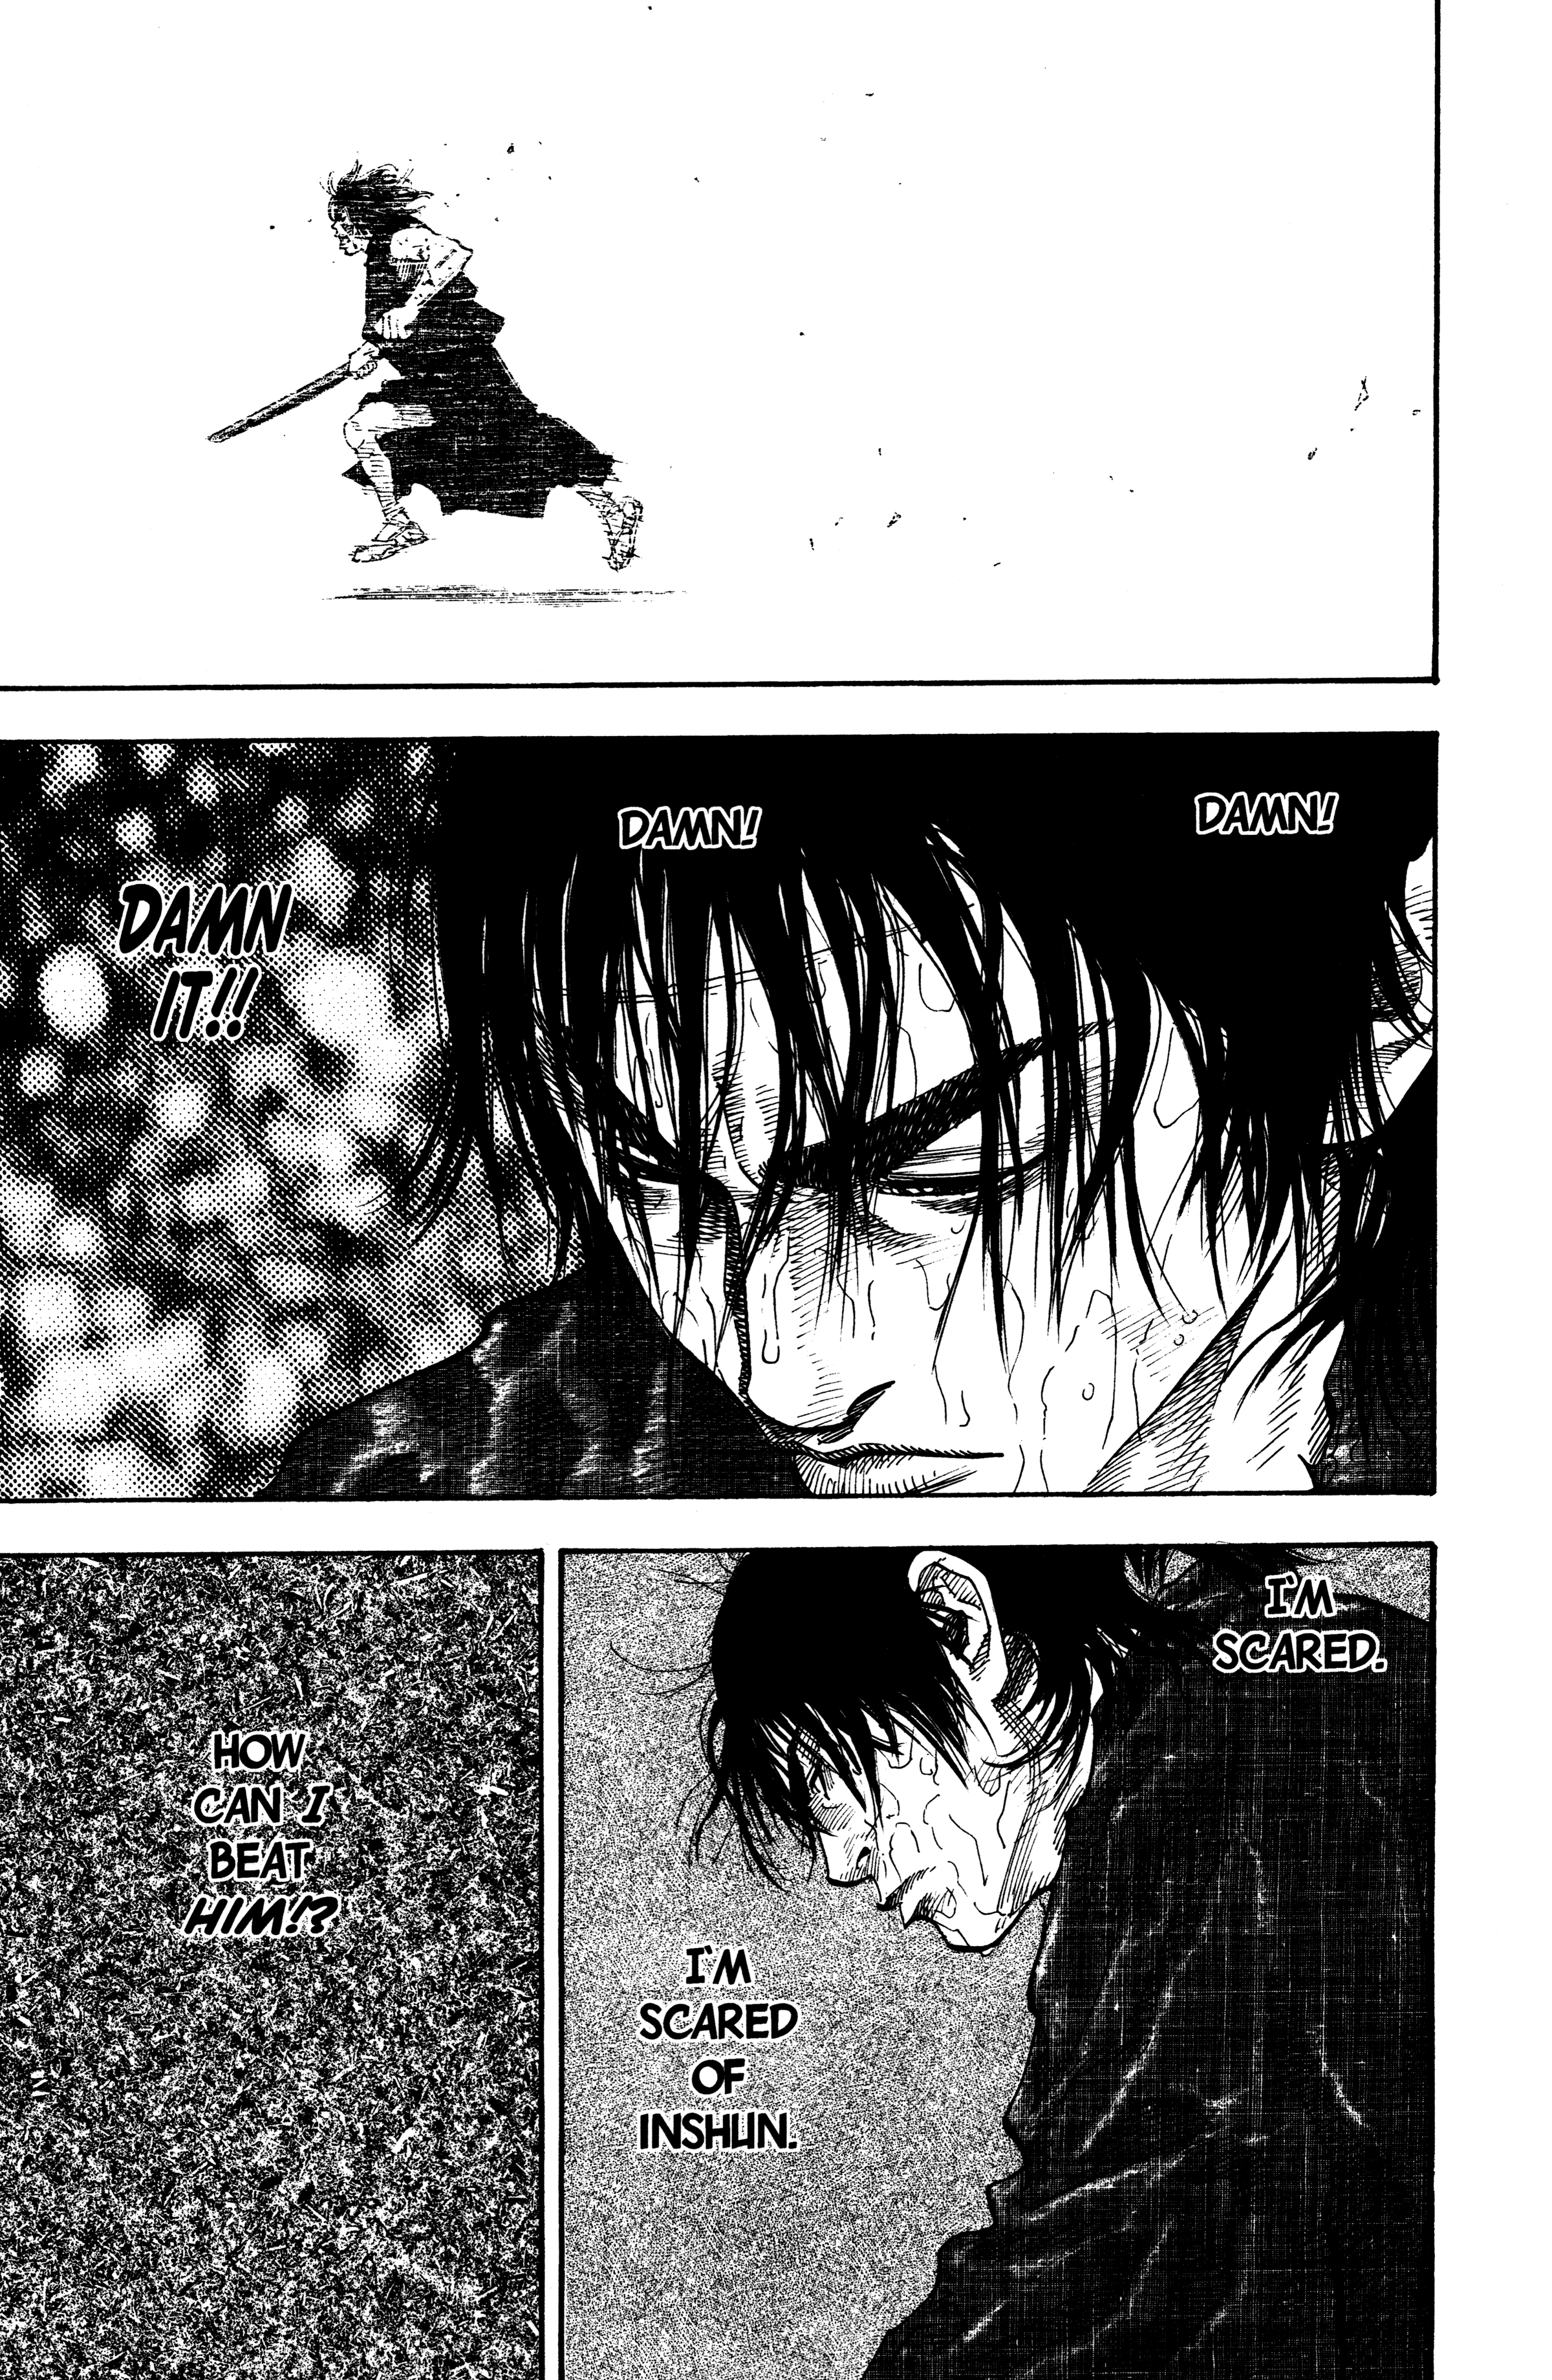 DAMN!
DAMN!
DAMN
IT!!
I'M
SCARED.
I'M
SCARED
OF
INSHUN.
HOW
CAN I
BEAT
HIM!?